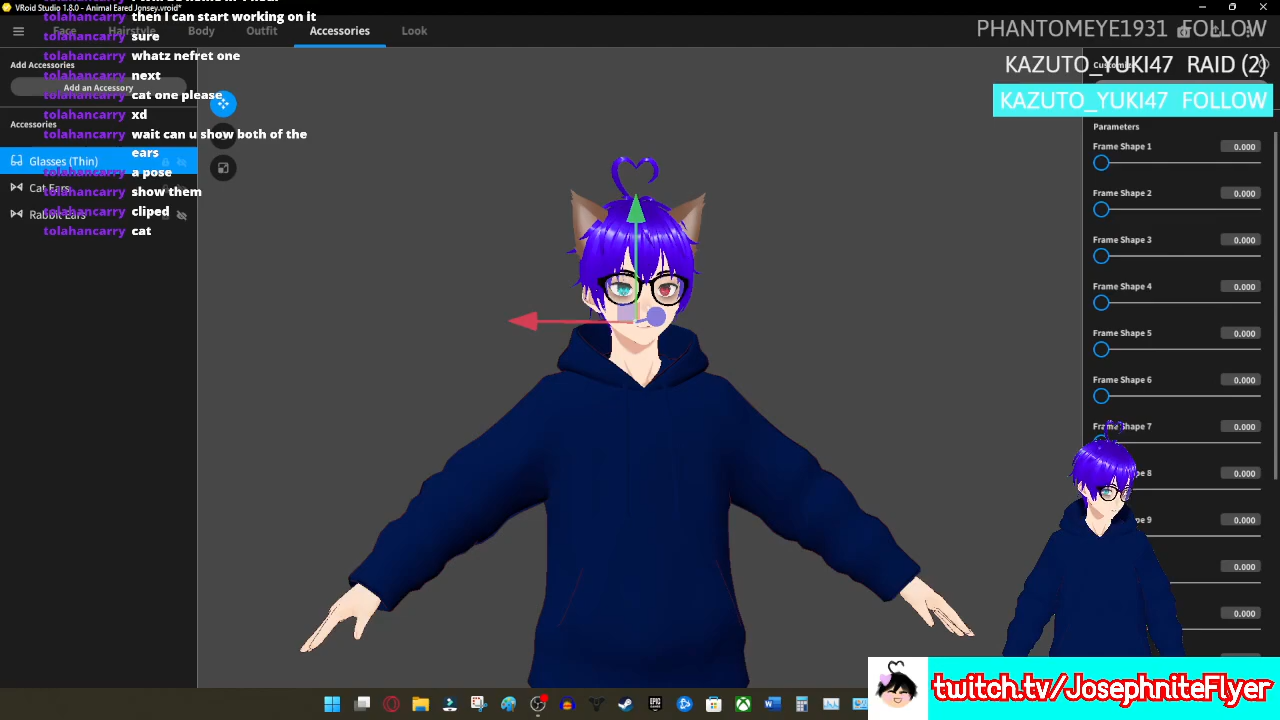 VRoid Studio 1.8.0 - Animal Eared Jonsey.vroid*
Face Hairstyle Body Outfit Accessories Look
tolahancarry then I can start working on it
tolahancarry sure
tolahancarry whatz nefret one
tolahancarry next
tolahancarry cat one please
tolahancarry xd
tolahancarry wait can u show both of the
ears
tolahancarry a pose
tolahancarry show them
tolahancarry cliped
tolahancarry cat
Add Accessories
Add an Accessory
Accessories
Glasses (Thin)
Cat Ears
Rabbit Ears
PHANTOMEYE1931 FOLLOW
KAZUTO_YUKI47 RAID (2)
KAZUTO_YUKI47 FOLLOW
Parameters
Frame Shape 1 0.000
Frame Shape 2 0.000
Frame Shape 3 0.000
Frame Shape 4 0.000
Frame Shape 5 0.000
Frame Shape 6 0.000
Frame Shape 7 0.000
8 0.000
9 0.000
0.000
0.000
twitch.tv/JosephniteFlyer